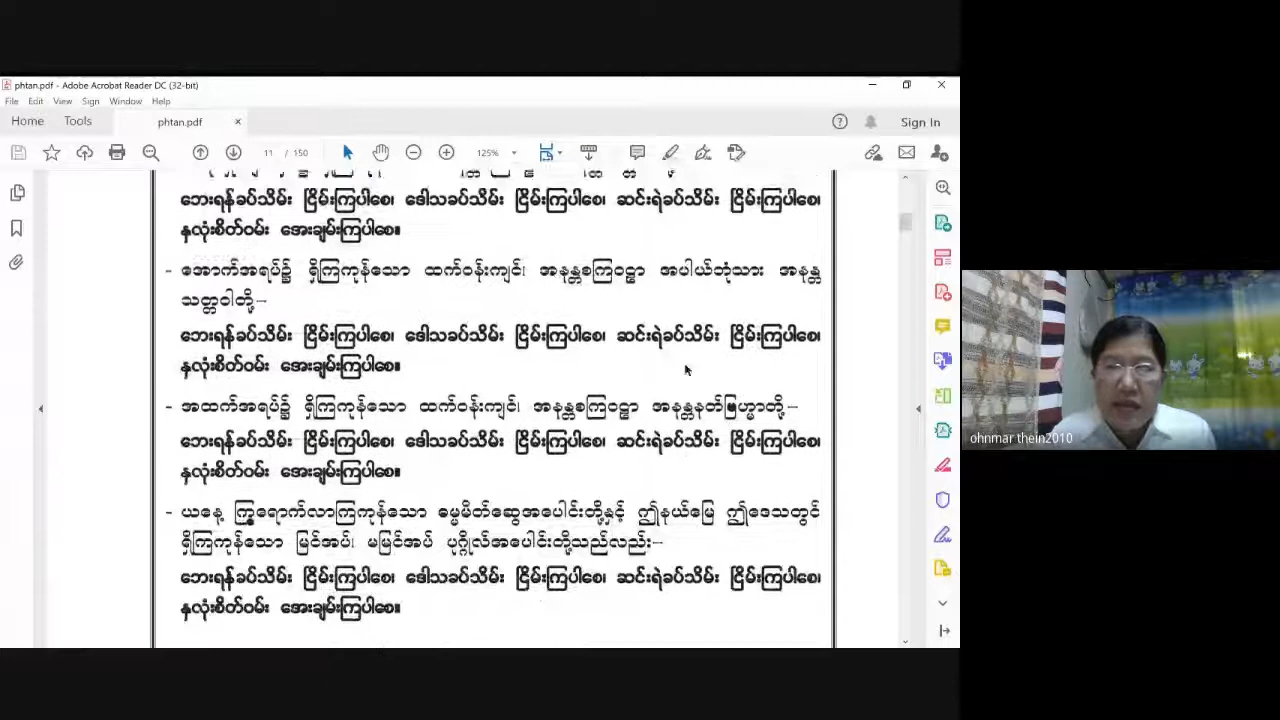 phtan.pdf - Adobe Acrobat Reader DC (32-bit)
File Edit View Sign Window Help
Home Tools phtan.pdf × Sign In
11 / 150 125%
ဘေးရန်ခပ်သိမ်း ငြိမ်းကြပါစေ၊ ဒေါသခပ်သိမ်း ငြိမ်းကြပါစေ၊ ဆင်းရဲခပ်သိမ်း ငြိမ်းကြပါစေ၊
နှလုံးစိတ်ဝမ်း အေးချမ်းကြပါစေ။
- အောက်အရပ်၌ ရှိကြကုန်သော ထက်ဝန်းကျင်၊ အနန္တစကြဝဠာ အပါယ်ဘုံသား အနန္တ
သတ္တဝါတို့–
ဘေးရန်ခပ်သိမ်း ငြိမ်းကြပါစေ၊ ဒေါသခပ်သိမ်း ငြိမ်းကြပါစေ၊ ဆင်းရဲခပ်သိမ်း ငြိမ်းကြပါစေ၊
နှလုံးစိတ်ဝမ်း အေးချမ်းကြပါစေ။
- အထက်အရပ်၌ ရှိကြကုန်သော ထက်ဝန်းကျင်၊ အနန္တစကြဝဠာ အနန္တနတ်ဗြဟ္မာတို့–
ဘေးရန်ခပ်သိမ်း ငြိမ်းကြပါစေ၊ ဒေါသခပ်သိမ်း ငြိမ်းကြပါစေ၊ ဆင်းရဲခပ်သိမ်း ငြိမ်းကြပါစေ၊
နှလုံးစိတ်ဝမ်း အေးချမ်းကြပါစေ။
- ယနေ့ ကြွရောက်လာကြကုန်သော ဓမ္မမိတ်ဆွေအပေါင်းတို့နှင့် ဤနယ်မြေ ဤဒေသတွင်
ရှိကြကုန်သော မြင်အပ်၊ မမြင်အပ် ပုဂ္ဂိုလ်အပေါင်းတို့သည်လည်း–
ဘေးရန်ခပ်သိမ်း ငြိမ်းကြပါစေ၊ ဒေါသခပ်သိမ်း ငြိမ်းကြပါစေ၊ ဆင်းရဲခပ်သိမ်း ငြိမ်းကြပါစေ၊
နှလုံးစိတ်ဝမ်း အေးချမ်းကြပါစေ။
ohnmar thein2010